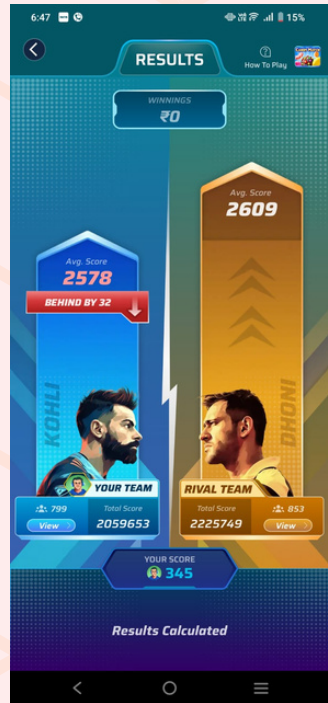 6:47
15%
RESULTS
How To Play
WINNINGS
₹0
Avg. Score
2609
Avg. Score
2578
BEHIND BY 32
KOHLI
DHONI
YOUR TEAM
RIVAL TEAM
799
Total Score
853
View
2059653
Total Score
2225749
View
YOUR SCORE
345
Results Calculated